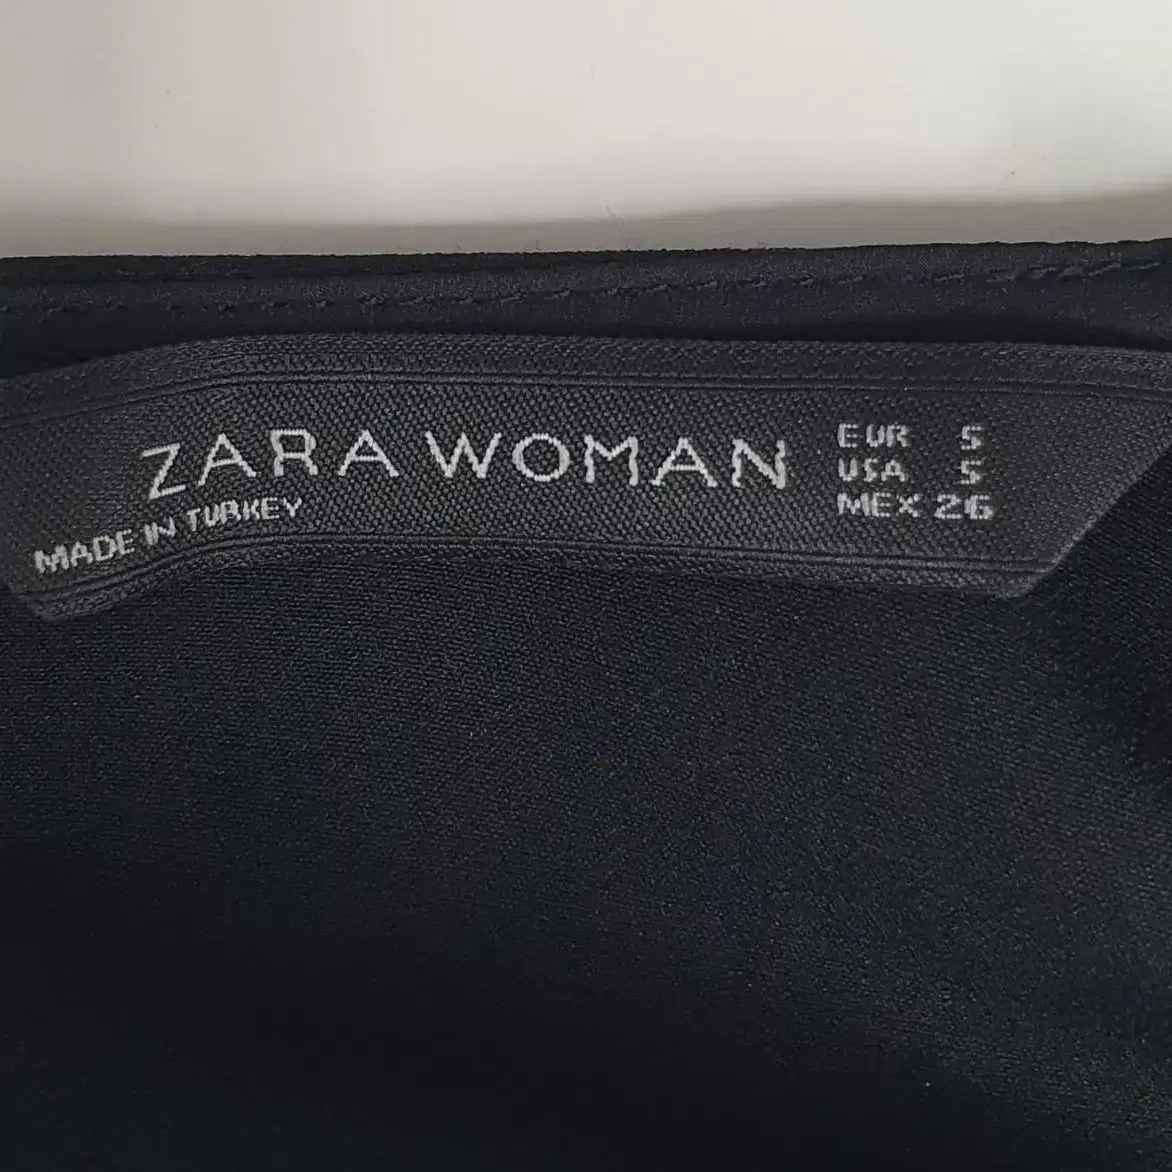 ZARA WOMAN
MADE IN TURKEY
EUR S
USA S
MEX 26